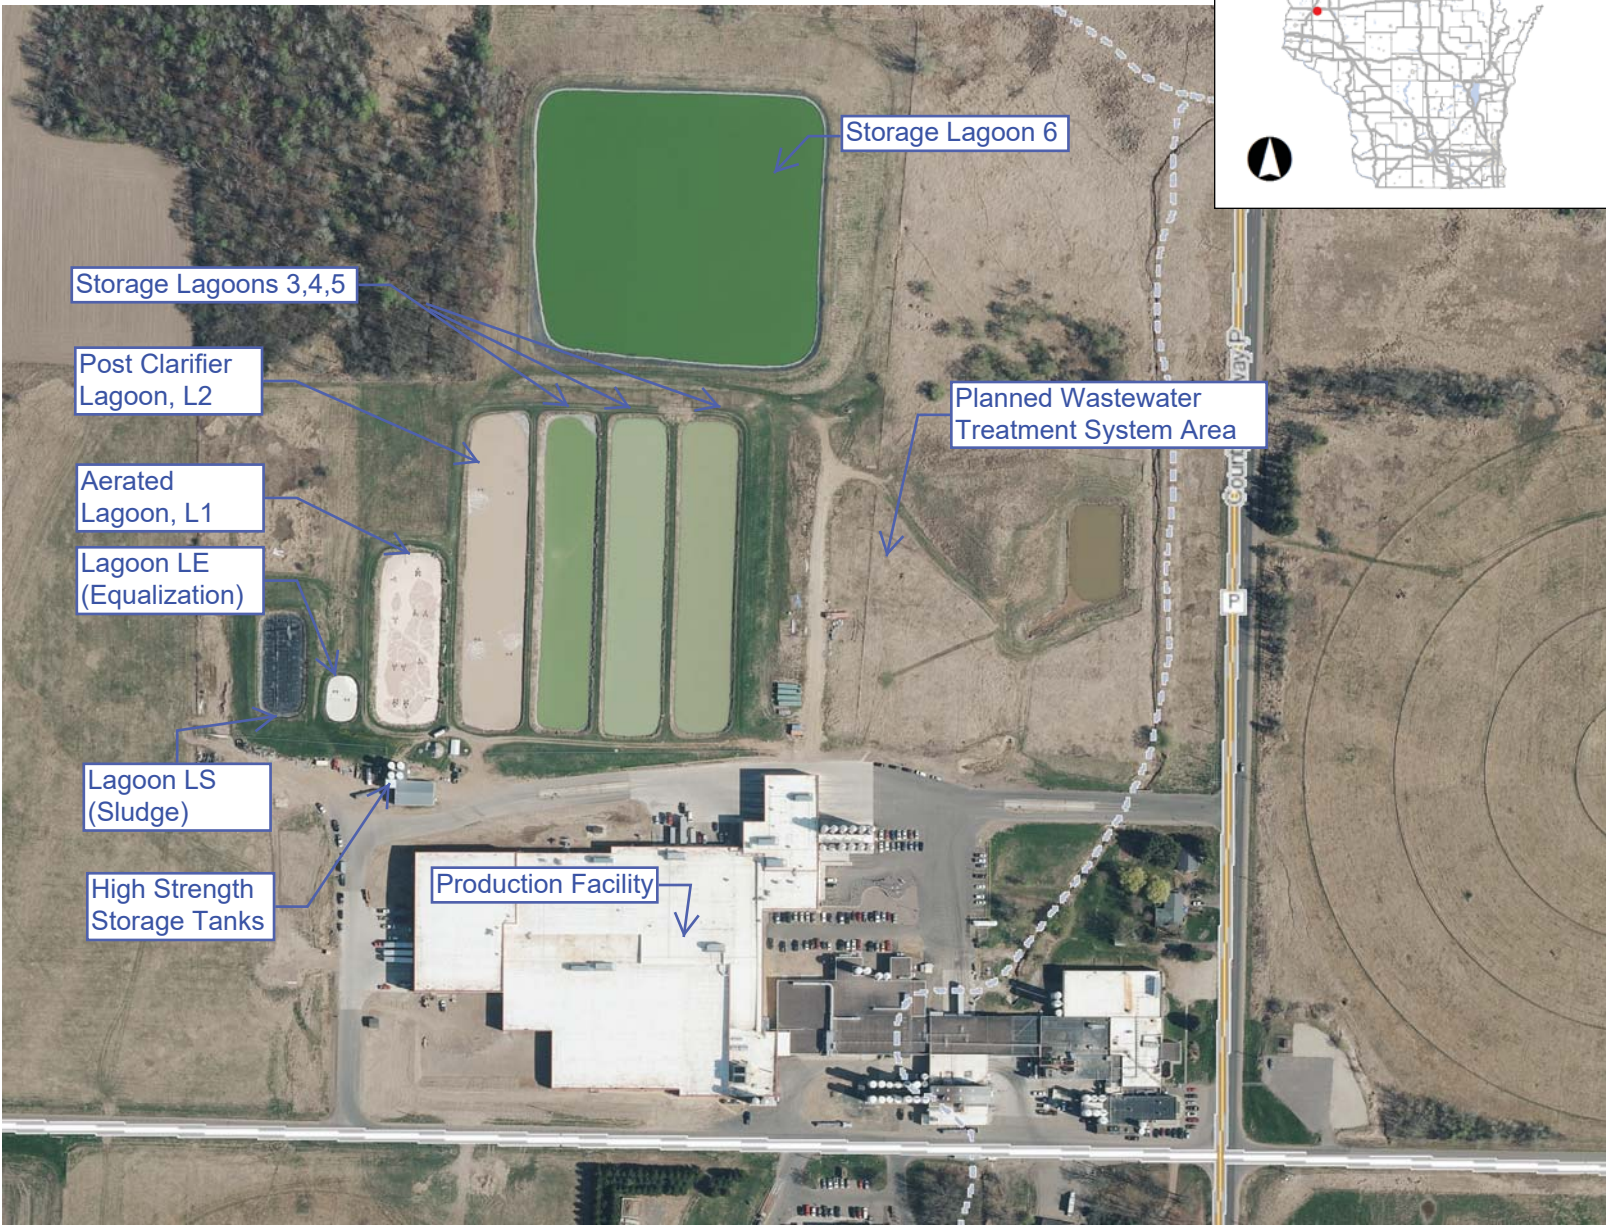 Storage Lagoon 6
Storage Lagoons 3,4,5
Post Clarifier
Lagoon, L2
Planned Wastewater
Treatment System Area
Aerated
Lagoon, L1
Lagoon LE
(Equalization)
P
Lagoon LS
(Sludge)
High Strength
Storage Tanks
Production Facility